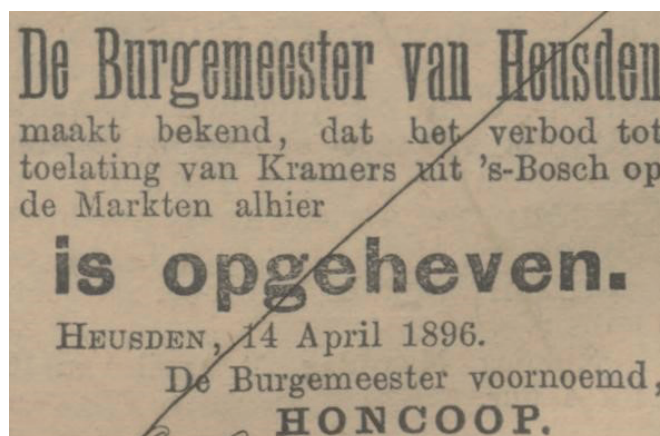 De Burgemeester van Heusden
maakt bekend, dat het verbod tot
toelating van Kramers uit 's-Bosch op
de Markten alhier
is opgeheven.
HEUSDEN, 14 April 1896.
De Burgemeester voornoemd,
HONCOOP.